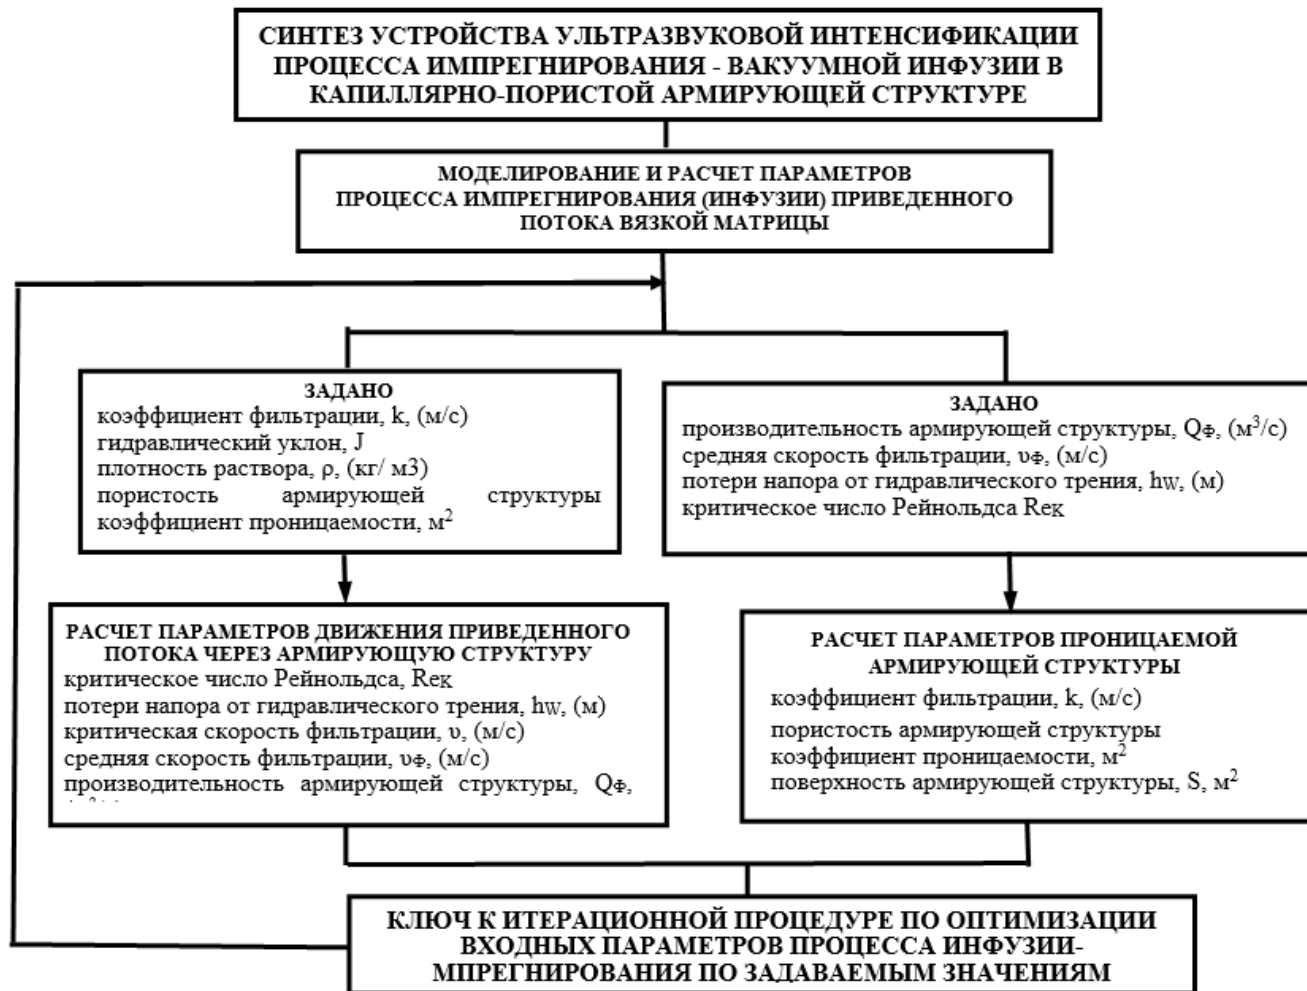 СИНТЕЗ УСТРОЙСТВА УЛЬТРАЗВУКОВОЙ ИНТЕНСИФИКАЦИИ
ПРОЦЕССА ИМПРЕГНИРОВАНИЯ - ВАКУУМНОЙ ИНФУЗИИ В
КАПИЛЛЯРНО-ПОРИСТОЙ АРМИРУЮЩЕЙ СТРУКТУРЕ
МОДЕЛИРОВАНИЕ И РАСЧЕТ ПАРАМЕТРОВ
ПРОЦЕССА ИМПРЕГНИРОВАНИЯ (ИНФУЗИИ) ПРИВЕДЕННОГО
ПОТОКА ВЯЗКОЙ МАТРИЦЫ
ЗАДАНО
коэффициент фильтрации, k, (м/с)
гидравлический уклон, J
плотность раствора, ρ, (кг/ м3)
пористость армирующей структуры
коэффициент проницаемости, м²
ЗАДАНО
производительность армирующей структуры, QФ, (м³/с)
средняя скорость фильтрации, υФ, (м/с)
потери напора от гидравлического трения, hW, (м)
критическое число Рейнольдса ReK
РАСЧЕТ ПАРАМЕТРОВ ДВИЖЕНИЯ ПРИВЕДЕННОГО
ПОТОКА ЧЕРЕЗ АРМИРУЮЩУЮ СТРУКТУРУ
критическое число Рейнольдса, ReK
потери напора от гидравлического трения, hW, (м)
критическая скорость фильтрации, υ, (м/с)
средняя скорость фильтрации, υФ, (м/с)
производительность армирующей структуры, QФ,
РАСЧЕТ ПАРАМЕТРОВ ПРОНИЦАЕМОЙ
АРМИРУЮЩЕЙ СТРУКТУРЫ
коэффициент фильтрации, k, (м/с)
пористость армирующей структуры
коэффициент проницаемости, м²
поверхность армирующей структуры, S, м²
КЛЮЧ К ИТЕРАЦИОННОЙ ПРОЦЕДУРЕ ПО ОПТИМИЗАЦИИ
ВХОДНЫХ ПАРАМЕТРОВ ПРОЦЕССА ИНФУЗИИ-
МПРЕГНИРОВАНИЯ ПО ЗАДАВАЕМЫМ ЗНАЧЕНИЯМ